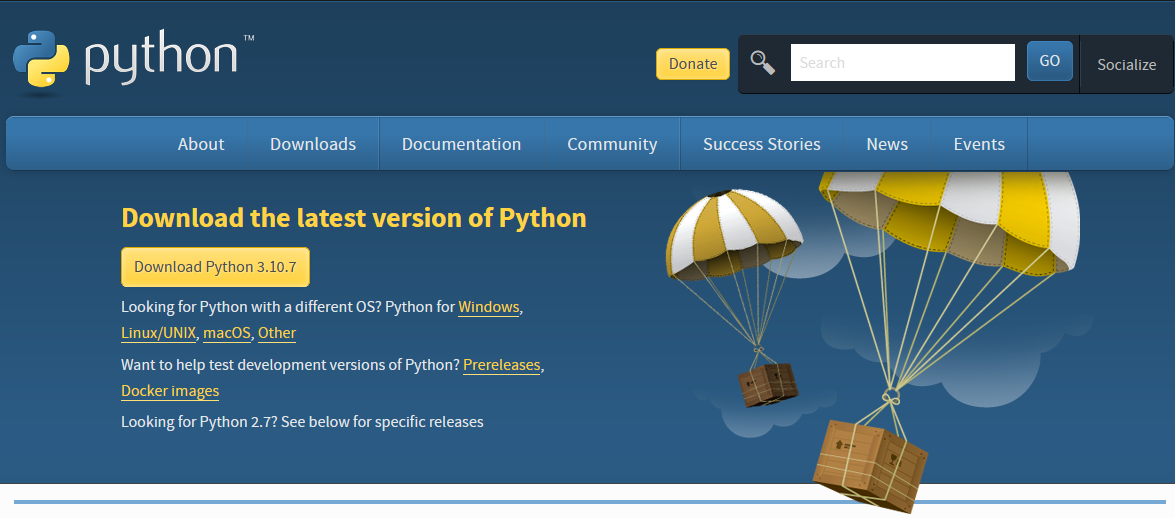 python™
Donate
Search
GO
Socialize
About
Downloads
Documentation
Community
Success Stories
News
Events
Download the latest version of Python
Download Python 3.10.7
Looking for Python with a different OS? Python for Windows,
Linux/UNIX, macOS, Other
Want to help test development versions of Python? Prereleases,
Docker images
Looking for Python 2.7? See below for specific releases